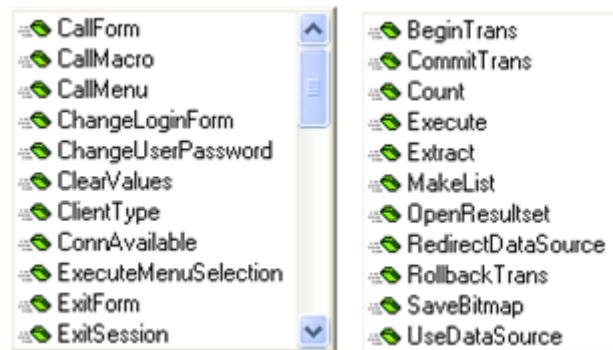 CallForm
CallMacro
CallMenu
ChangeLoginForm
ChangeUserPassword
ClearValues
ClientType
ConnAvailable
ExecuteMenuSelection
ExitForm
ExitSession
BeginTrans
CommitTrans
Count
Execute
Extract
MakeList
OpenResultset
RedirectDataSource
RollbackTrans
SaveBitmap
UseDataSource